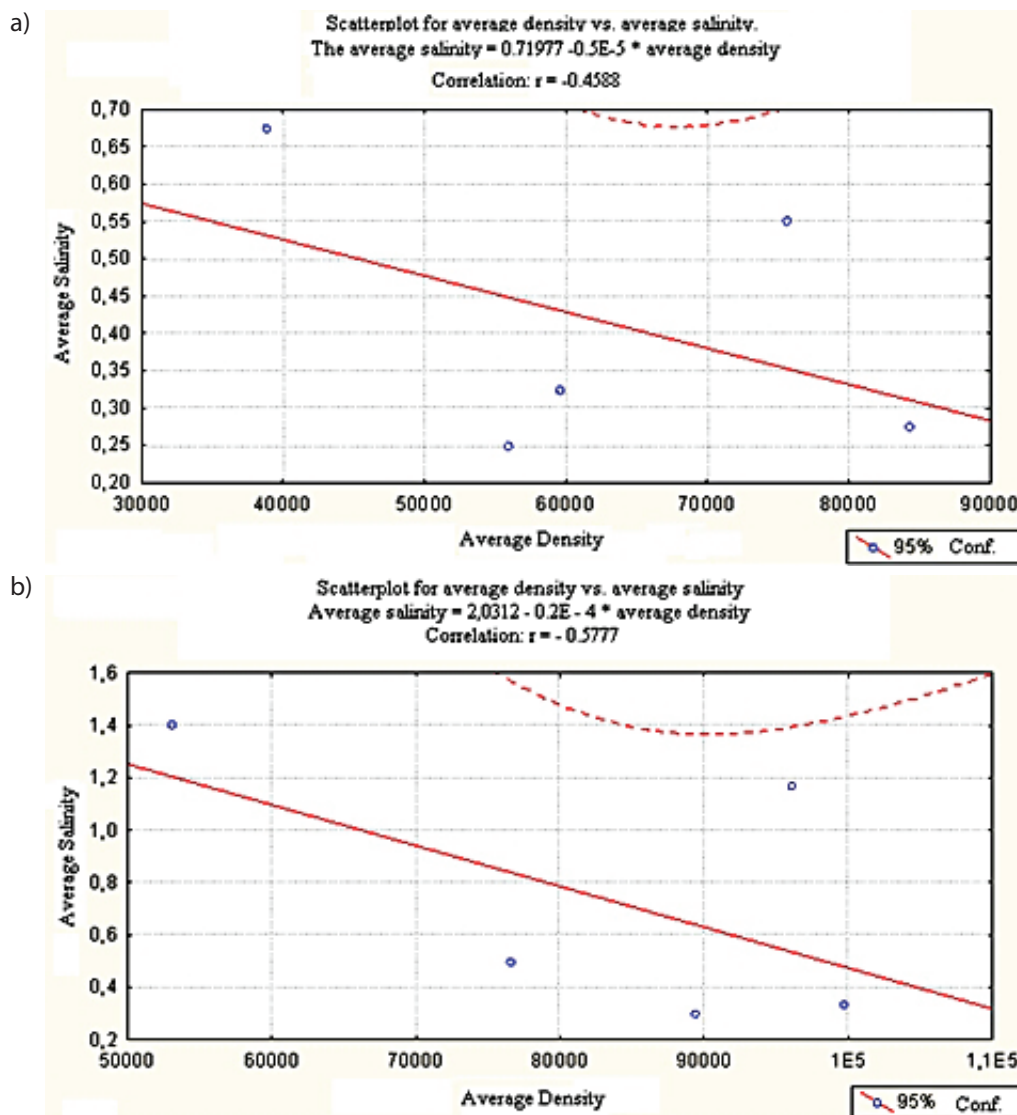 a)
Scatterplot for average density vs. average salinity.
The average salinity = 0.71977 -0.5E-5 * average density
Correlation: r = -0.4588
0,70
0,65
0,60
0,55
0,50
0,45
0,40
0,35
0,30
0,25
0,20
Average Salinity
30000 40000 50000 60000 70000 80000 90000
Average Density
95% Conf.
b)
Scatterplot for average density vs. average salinity
Average salinity = 2,0312 - 0.2E - 4 * average density
Correlation: r = - 0.5777
1,6
1.4
1.2
1.0
0,8
0,6
0.4
0,2
Average Salinity
50000 60000 70000 80000 90000 1E5 1,1E5
Average Density
95% Conf.